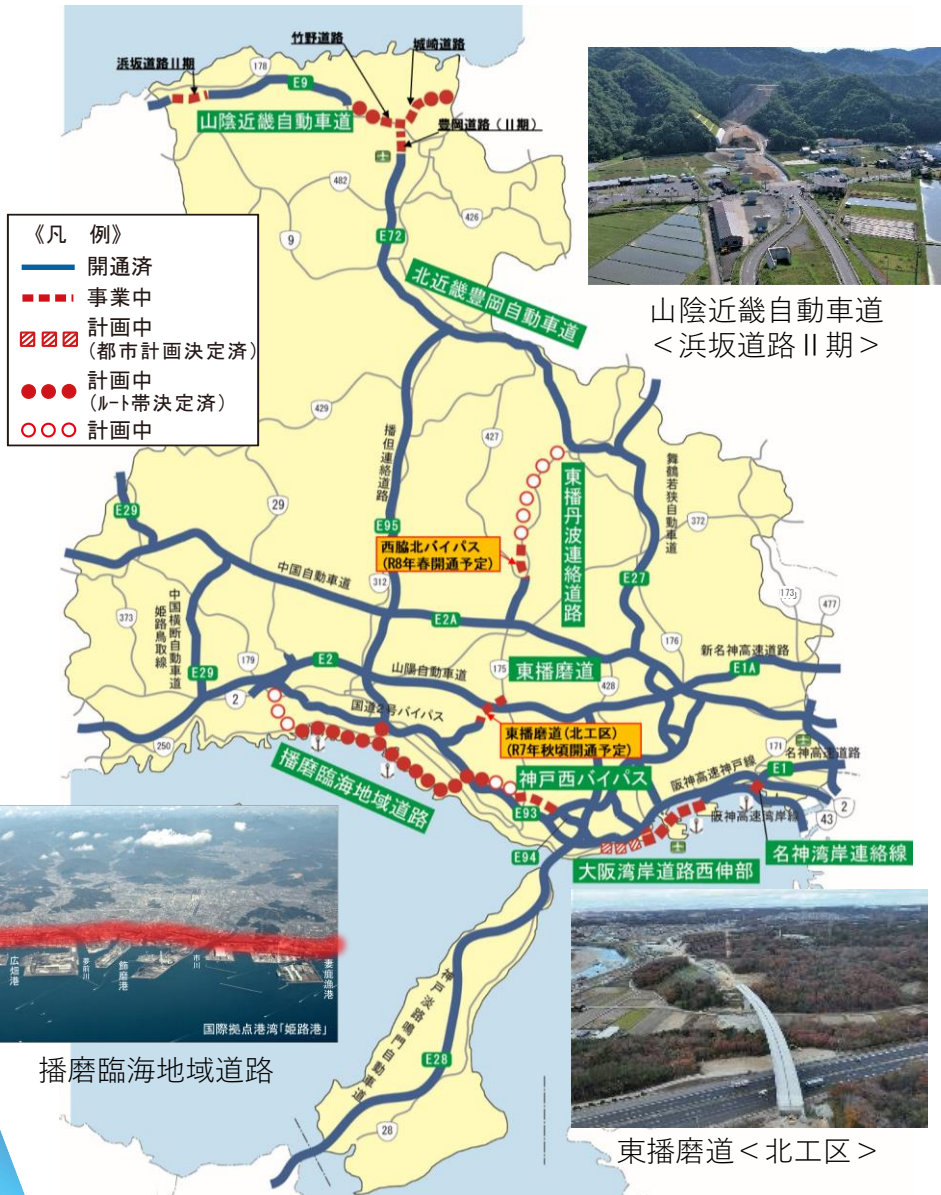 竹野道路
城崎道路
浜坂道路Ⅱ期
178
E9
山陰近畿自動車道
豊岡道路(Ⅱ期)
482
426
9
E72
北近畿豊岡自動車道
《凡 例》
開通済
事業中
計画中
(都市計画決定済)
計画中
(ルート帯決定済)
計画中
山陰近畿自動車道
<浜坂道路Ⅱ期>
429
427
播但連絡道路
東播丹波連絡道路
舞鶴若狭自動車道
29
E29
372
E95
西脇北バイパス
(R8年春開通予定)
中国自動車道
312
E27
173
477
373
中国横断自動車道
姫路鳥取線
E2A
176
新名神高速道路
E1A
179
E29
E2
山陽自動車道
175
東播磨道
428
2
国道2号バイパス
250
東播磨道(北工区)
(R7年秋頃開通予定)
171
名神高速道路
播磨臨海地域道路
神戸西バイパス
阪神高速神戸線
E1
E93
阪神高速湾岸線
2
43
E94
大阪湾岸道路西伸部
名神湾岸連絡線
広畑港
夢前川
飾磨港
市川
妻鹿漁港
国際拠点港湾「姫路港」
播磨臨海地域道路
神戸淡路鳴門自動車道
E28
28
東播磨道<北工区>